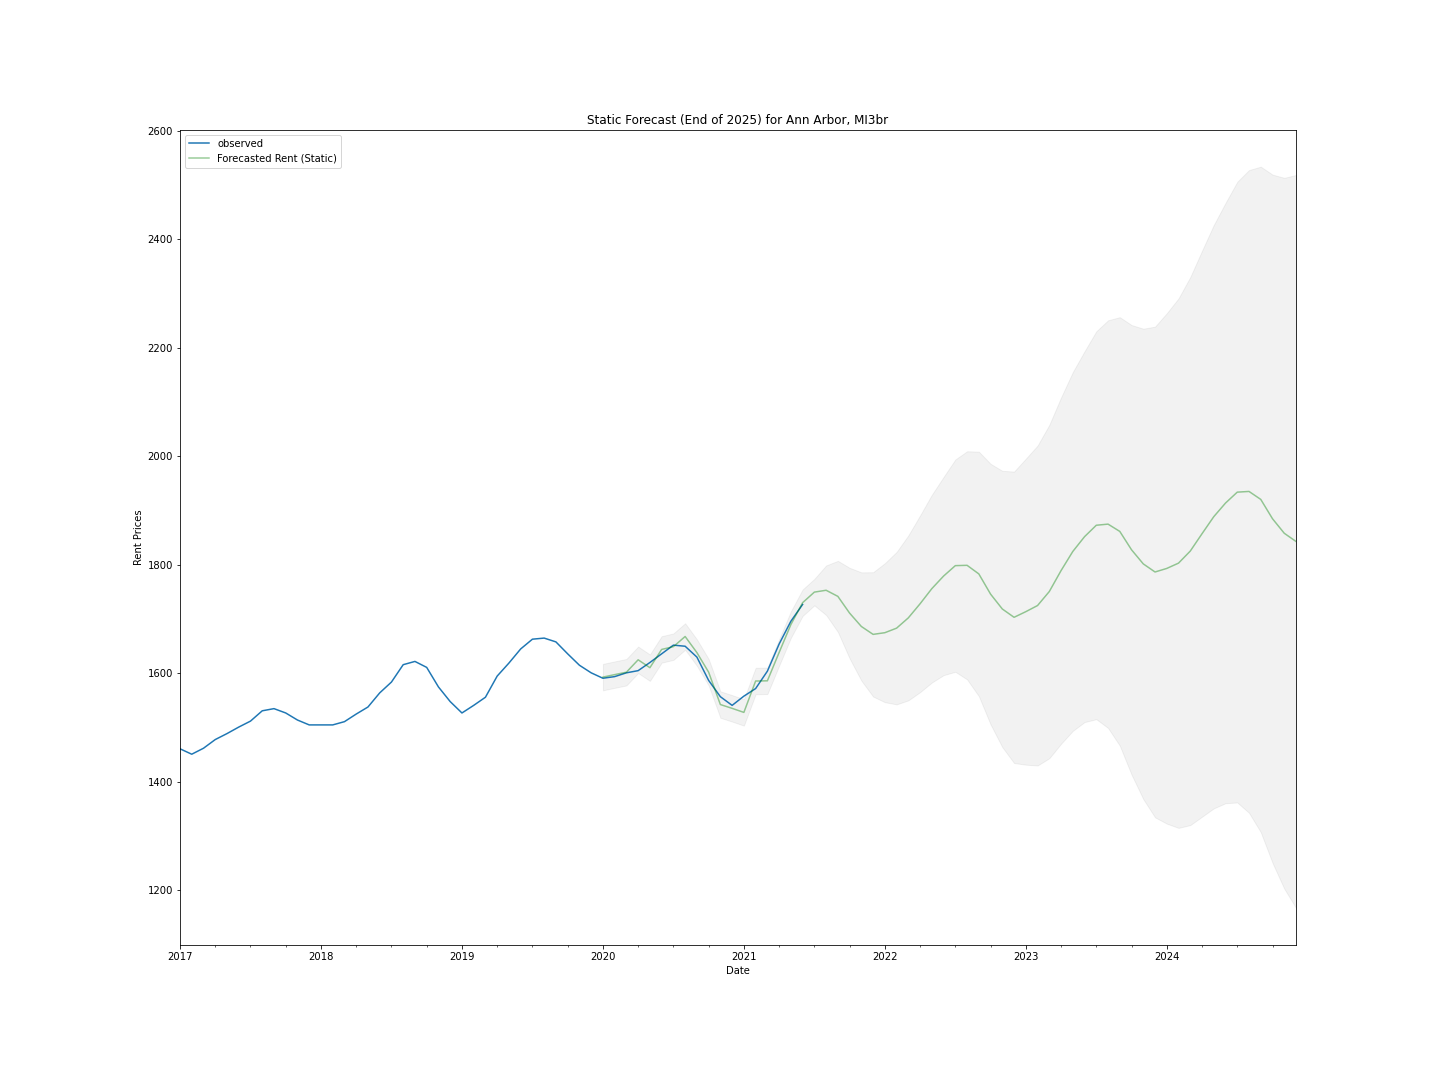 Static Forecast (End of 2025) for Ann Arbor, MI3br
observed
Forecasted Rent (Static)
2600
2400
2200
2000
1800
1600
1400
1200
Rent Prices
2017 2018 2019 2020 2021 2022 2023 2024
Date